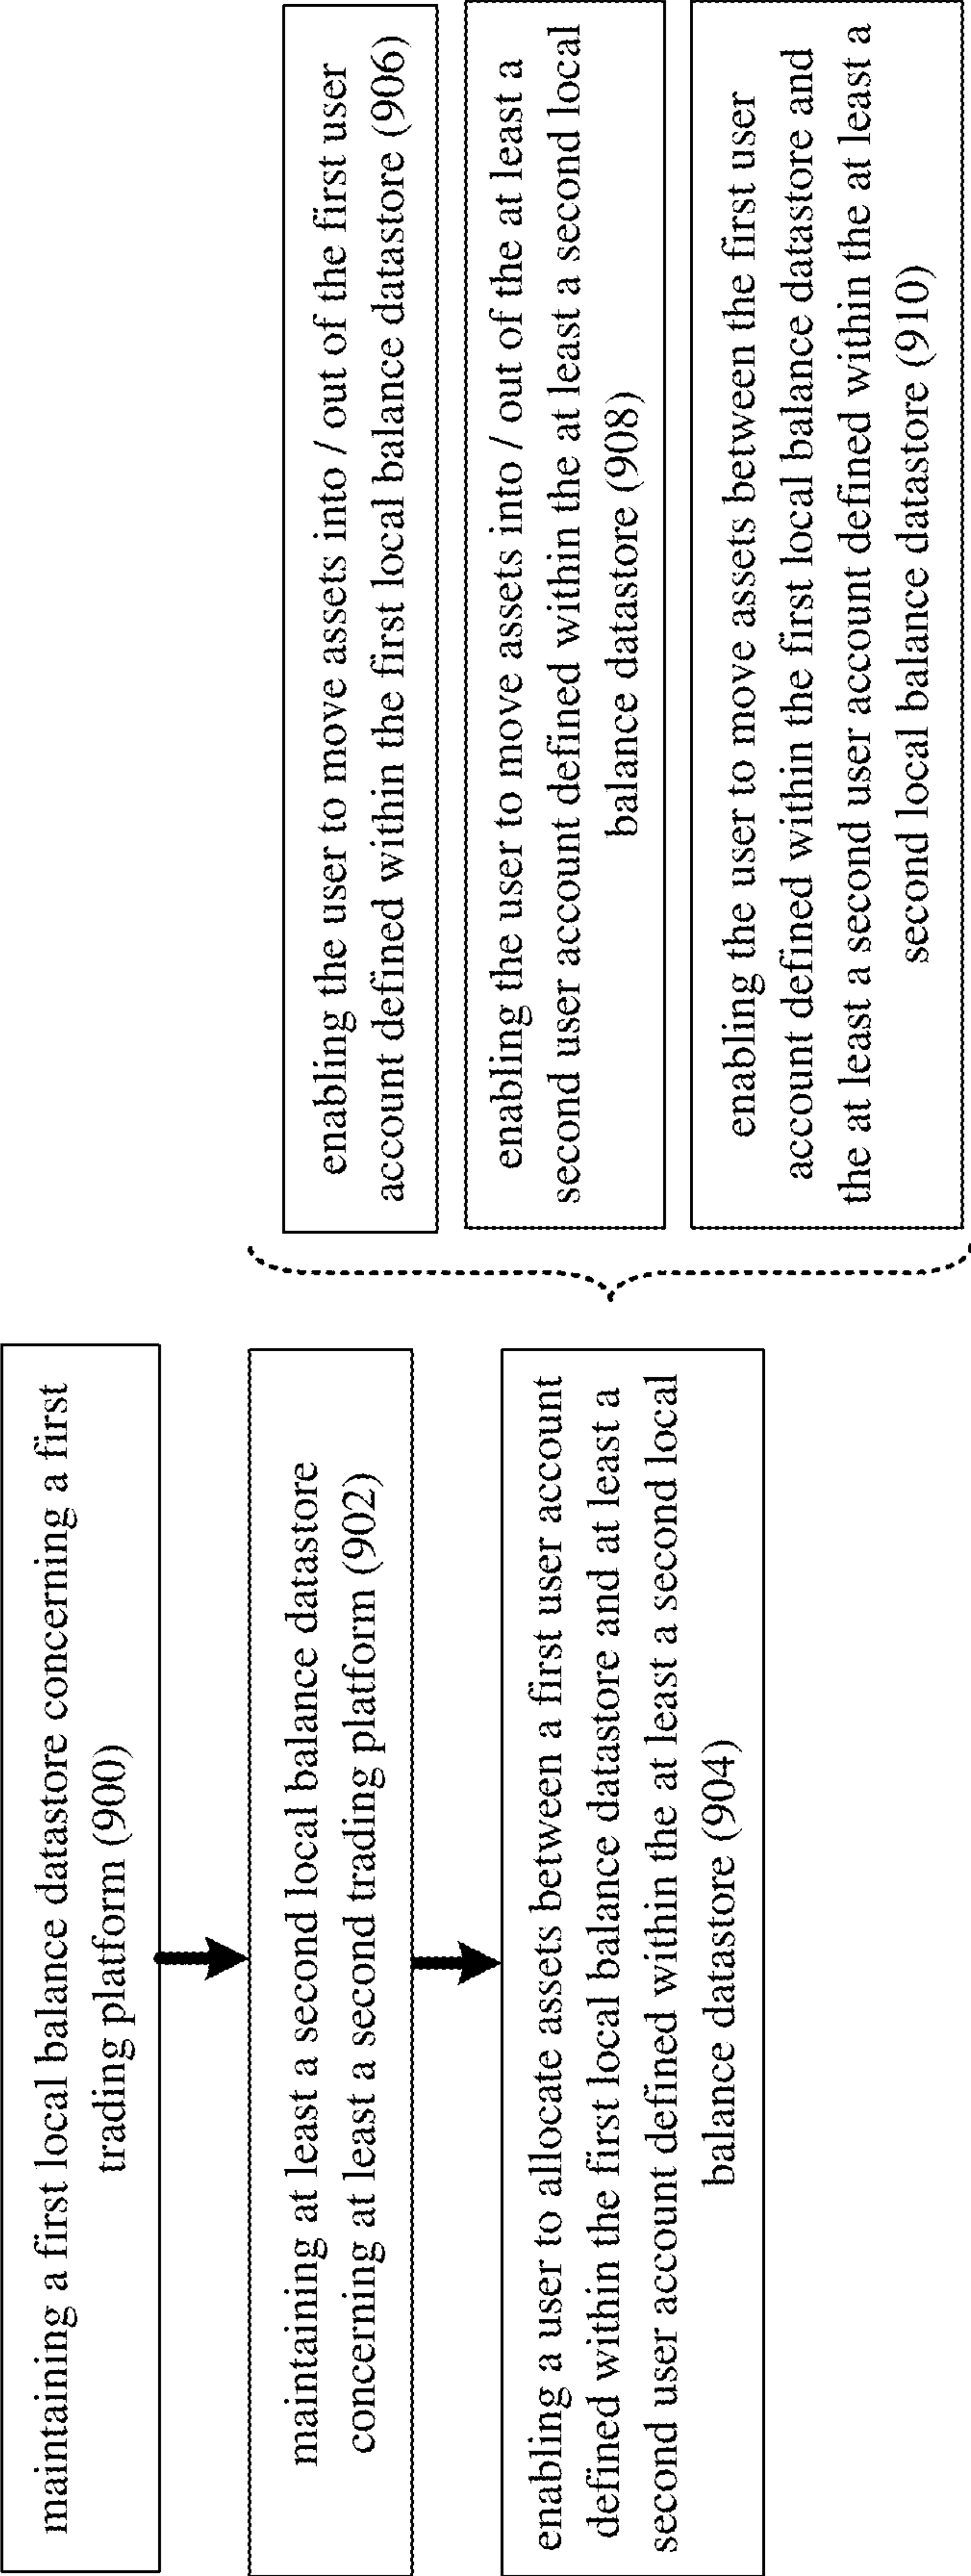 maintaining a first local balance datastore concerning a first
trading platform (900)
maintaining at least a second local balance datastore
concerning at least a second trading platform (902)
enabling a user to allocate assets between a first user account
defined within the first local balance datastore and at least a
second user account defined within the at least a second local
balance datastore (904)
enabling the user to move assets into / out of the first user
account defined within the first local balance datastore (906)
enabling the user to move assets into / out of the at least a
second user account defined within the at least a second local
balance datastore (908)
enabling the user to move assets between the first user
account defined within the first local balance datastore and
the at least a second user account defined within the at least a
second local balance datastore (910)